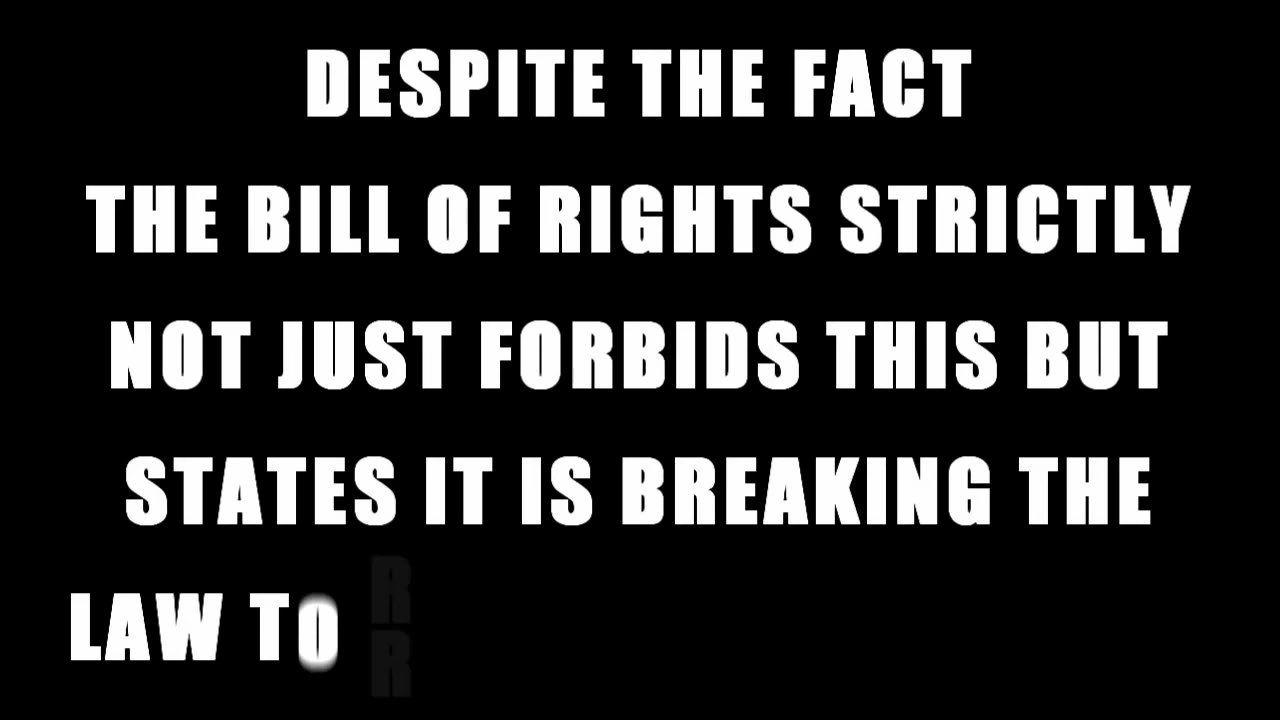 DESPITE THE FACT
THE BILL OF RIGHTS STRICTLY
NOT JUST FORBIDS THIS BUT
STATES IT IS BREAKING THE
LAW TO R